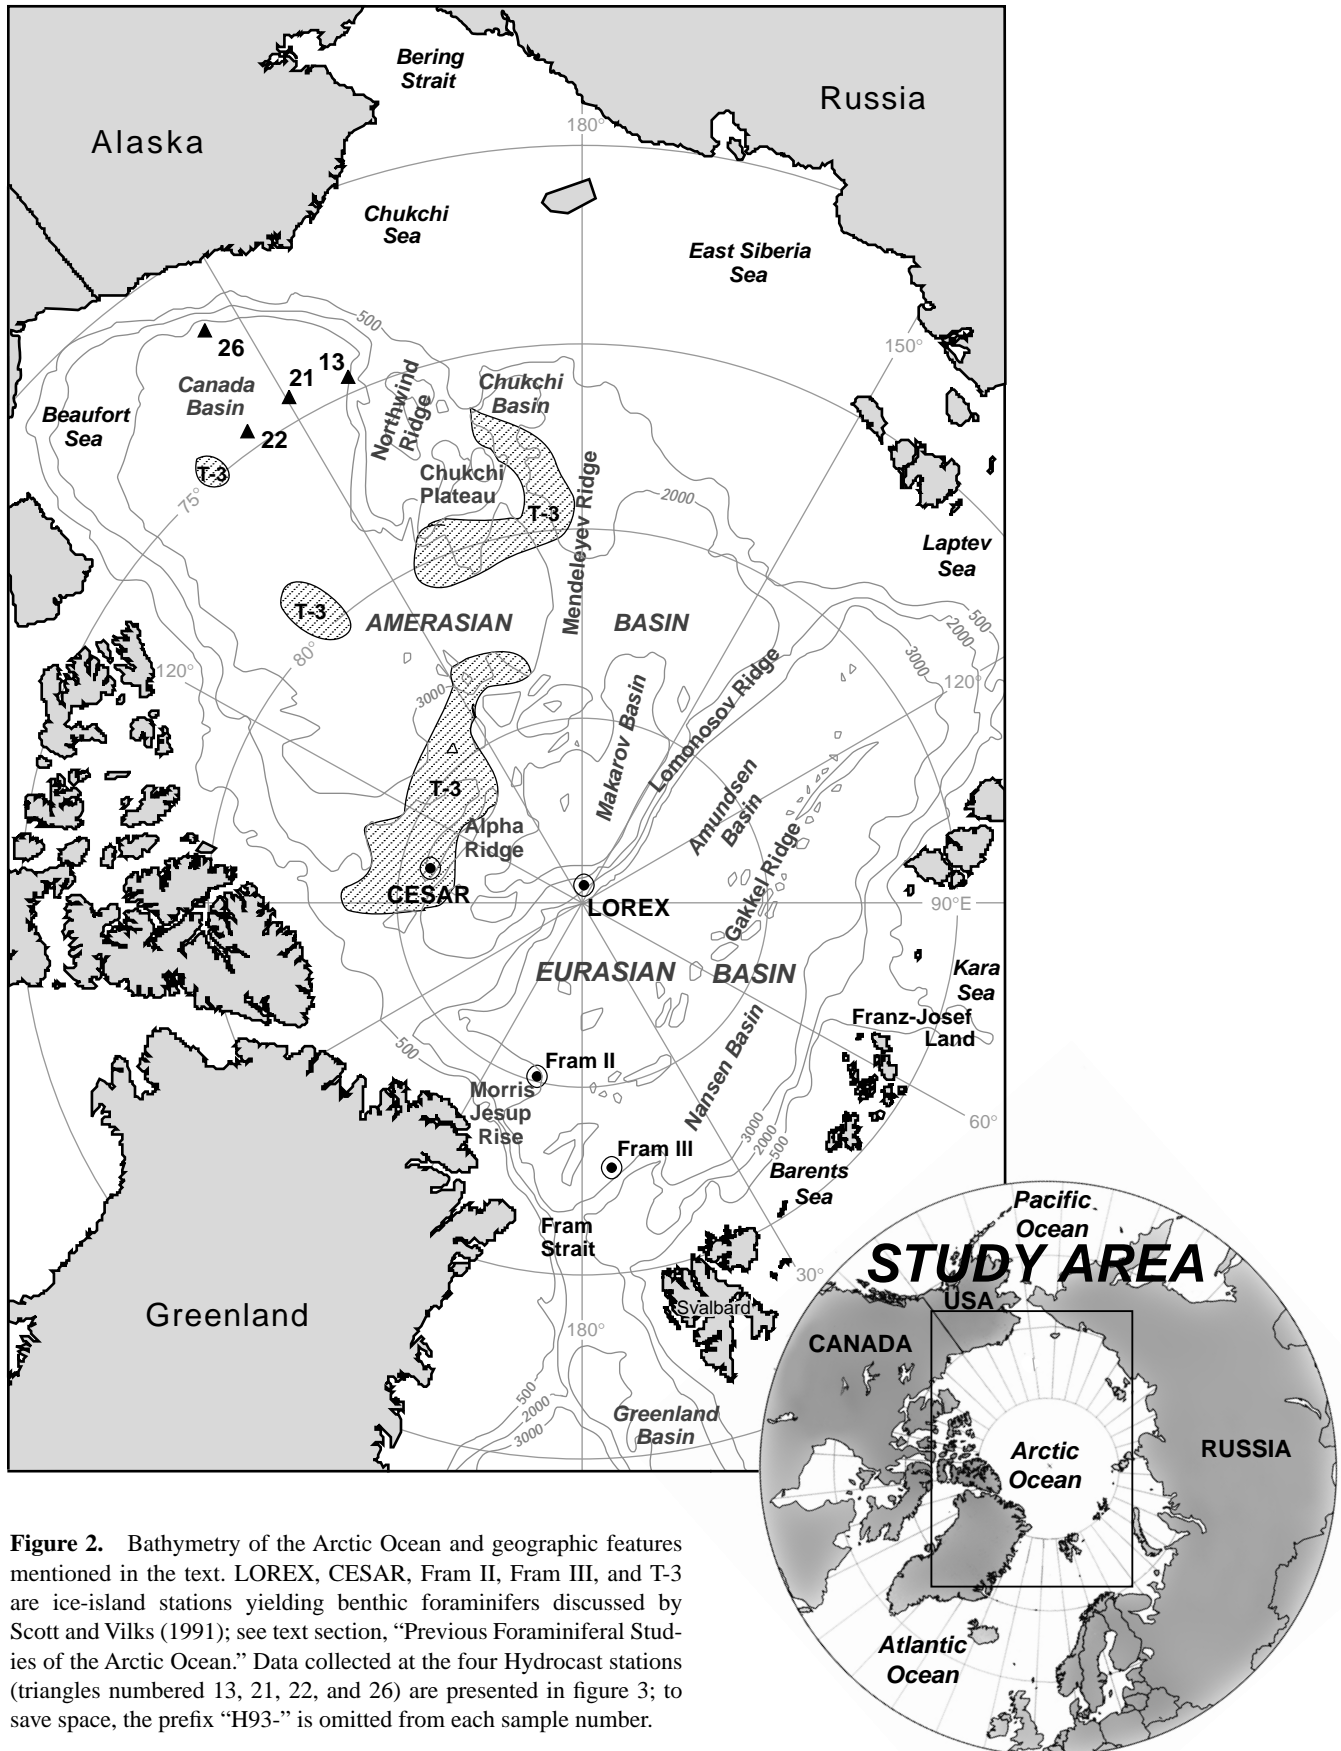 Bering
Strait
Russia
Alaska
180°
Chukchi
Sea
East Siberia
Sea
500
150°
26
21
13
Canada
Basin
Northwind
Ridge
Chukchi
Basin
Beaufort
Sea
22
T-3
75°
Chukchi
Plateau
T-3
Mendeleyev Ridge
2000
Laptev
Sea
T-3
AMERASIAN
BASIN
500
2000
3000
80°
120°
120°
3000
Makarov Basin
Lomonosov Ridge
T-3
Amundsen
Basin
Alpha
Ridge
Gakkel Ridge
CESAR
LOREX
90°E
EURASIAN
BASIN
Kara
Sea
Franz-Josef
Land
500
Fram II
Morris
Jesup
Rise
Nansen Basin
60°
3000
2000
500
Fram III
Barents
Sea
Fram
Strait
30°
Greenland
Svalbard
180°
500
2000
3000
Greenland
Basin
Pacific
Ocean
STUDY AREA
USA
CANADA
Arctic
Ocean
RUSSIA
Atlantic
Ocean
Figure 2. Bathymetry of the Arctic Ocean and geographic features
mentioned in the text. LOREX, CESAR, Fram II, Fram III, and T-3
are ice-island stations yielding benthic foraminifers discussed by
Scott and Vilks (1991); see text section, “Previous Foraminiferal Stud-
ies of the Arctic Ocean.” Data collected at the four Hydrocast stations
(triangles numbered 13, 21, 22, and 26) are presented in figure 3; to
save space, the prefix “H93-” is omitted from each sample number.